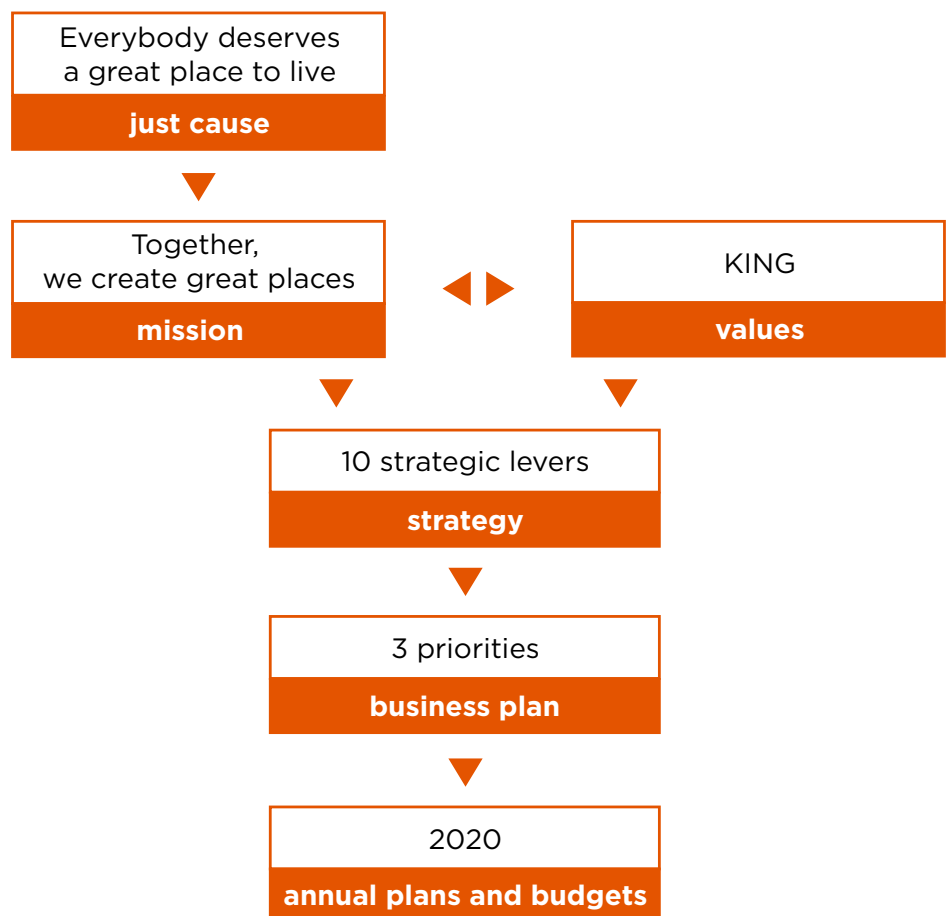 Everybody deserves
a great place to live
just cause
Together,
we create great places
mission
KING
values
10 strategic levers
strategy
3 priorities
business plan
2020
annual plans and budgets